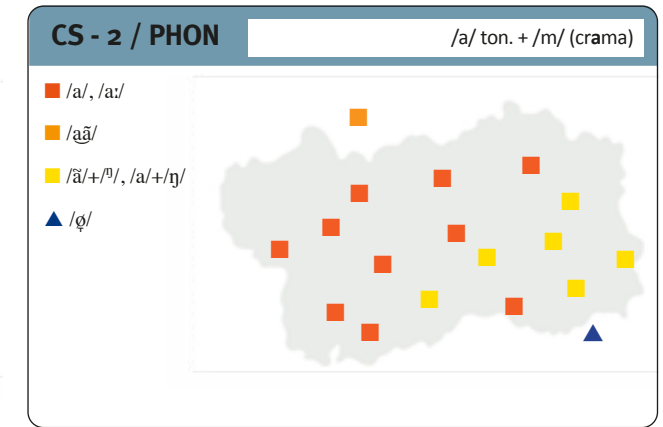 CS - 2 / PHON
/a/ ton. + /m/ (crama)
/a/, /aː/
/a͜ã/
/ã/+/ᵑ/, /a/+/ŋ/
/ø̨/